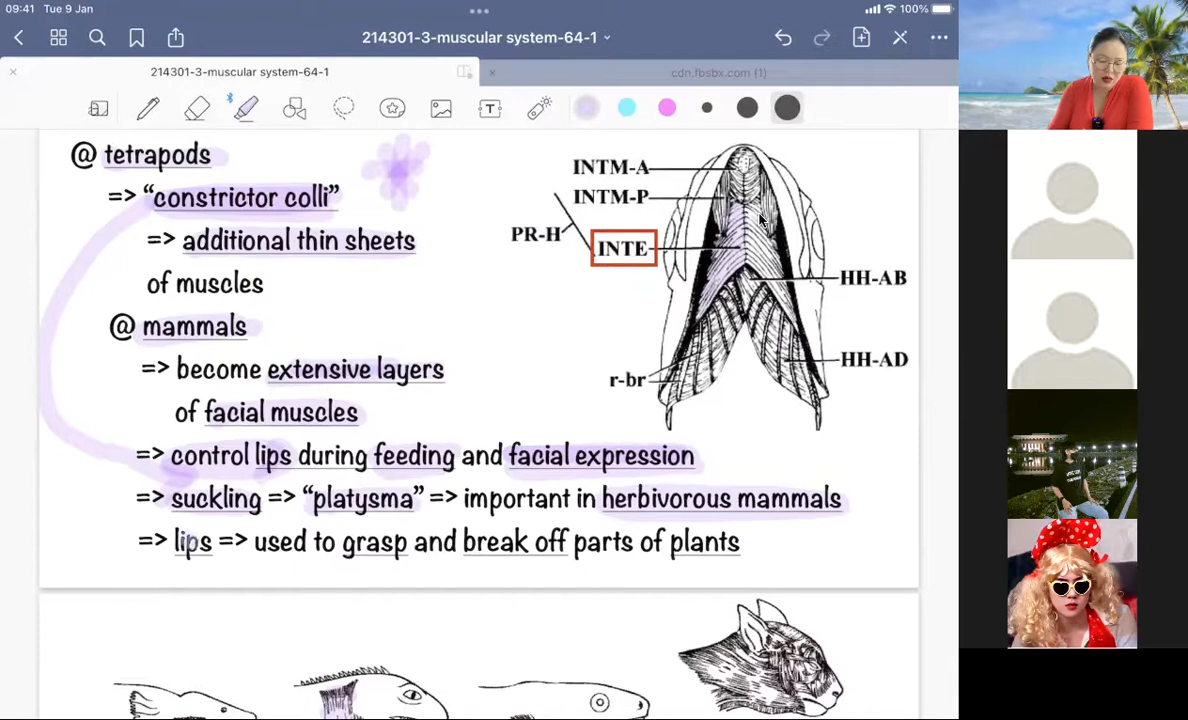 09:41 Tue 9 Jan
100%
214301-3-muscular system-64-1
214301-3-muscular system-64-1
cdn.fbsbx.com (1)
@ tetrapods
=> "constrictor colli"
=> additional thin sheets
of muscles
@ mammals
=> become extensive layers
of facial muscles
=> control lips during feeding and facial expression
=> suckling => "platysma" => important in herbivorous mammals
=> lips => used to grasp and break off parts of plants
INTM-A
INTM-P
PR-H
INTE
HH-AB
HH-AD
r-br